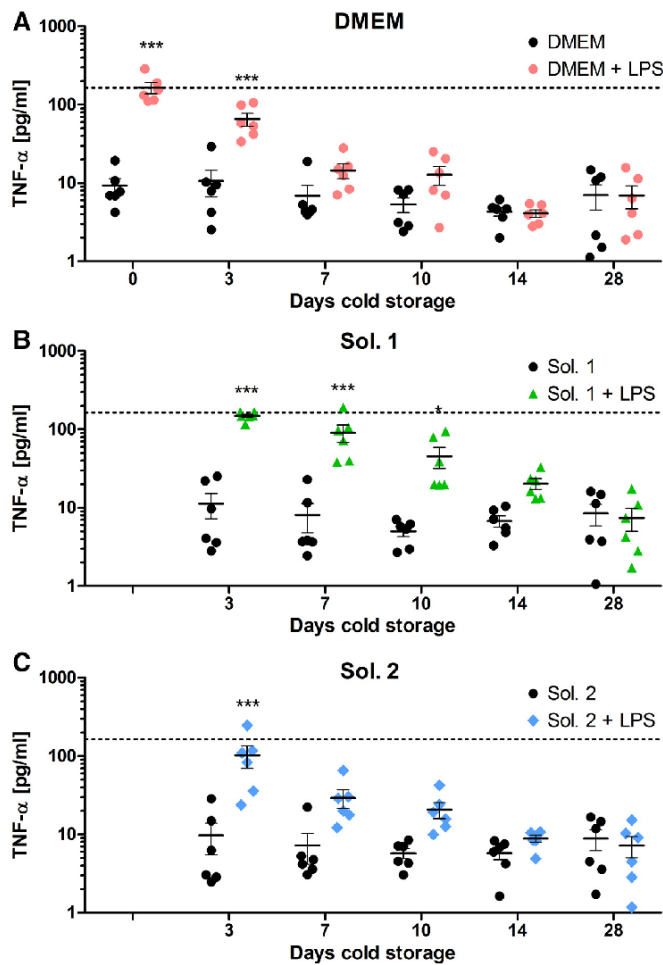 A
DMEM
1000
100
10
1
TNF-α [pg/ml]
***
***
DMEM
DMEM + LPS
0
3
7
10
14
28
Days cold storage
B
Sol. 1
1000
100
10
1
TNF-α [pg/ml]
***
***
*
Sol. 1
Sol. 1 + LPS
3
7
10
14
28
Days cold storage
C
Sol. 2
1000
100
10
1
TNF-α [pg/ml]
***
Sol. 2
Sol. 2 + LPS
3
7
10
14
28
Days cold storage